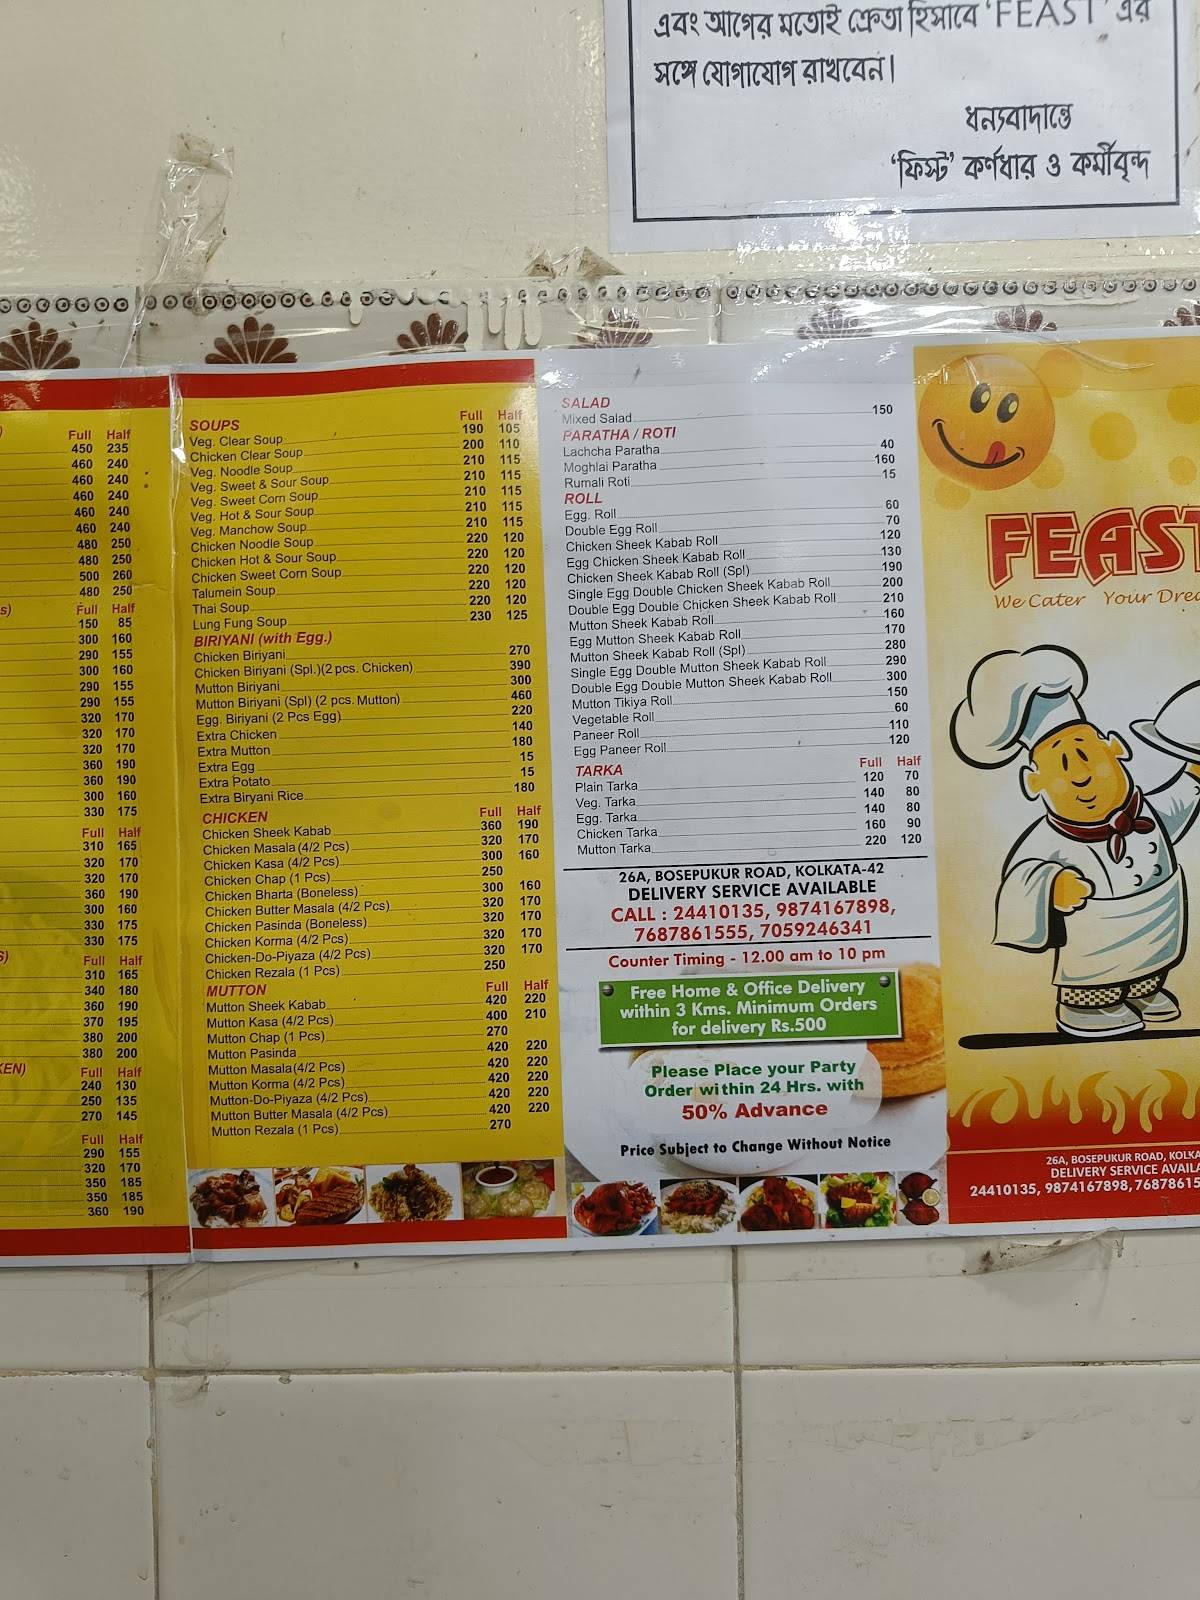 এবং আগের মতোই ক্রেতা হিসাবে 'FEAST' এর
সঙ্গে যোগাযোগ রাখবেন।
ধন্যবাদান্তে
'ফিস্ট' কর্ণধার ও কর্মীবৃন্দ
Full Half
450 235
460 240
460 240
460 240
460 240
460 240
480 250
480 250
500 260
480 250
Full Half
150 85
300 160
290 155
300 160
290 155
290 155
320 170
320 170
320 170
360 190
360 190
300 160
330 175
Full Half
310 165
320 170
320 170
360 190
300 160
330 175
330 175
Full Half
310 165
340 180
360 190
370 195
380 200
380 200
Full Half
240 130
250 135
270 145
Full Half
290 155
320 170
350 185
350 185
360 190
SOUPS Full Half
Veg. Clear Soup 190 105
Chicken Clear Soup 200 110
Veg. Noodle Soup 210 115
Veg. Sweet & Sour Soup 210 115
Veg. Sweet Corn Soup 210 115
Veg. Hot & Sour Soup 210 115
Veg. Manchow Soup 210 115
Chicken Noodle Soup 220 120
Chicken Hot & Sour Soup 220 120
Chicken Sweet Corn Soup 220 120
Talumein Soup 220 120
Thai Soup 220 120
Lung Fung Soup 230 125
BIRIYANI (with Egg.)
Chicken Biriyani 270
Chicken Biriyani (Spl.)(2 pcs. Chicken) 390
Mutton Biriyani 300
Mutton Biriyani (Spl) (2 pcs. Mutton) 460
Egg. Biriyani (2 Pcs Egg) 220
Extra Chicken 140
Extra Mutton 180
Extra Egg 15
Extra Potato 15
Extra Biryani Rice 180
CHICKEN Full Half
Chicken Sheek Kabab 360 190
Chicken Masala (4/2 Pcs) 320 170
Chicken Kasa (4/2 Pcs) 300 160
Chicken Chap (1 Pcs) 250
Chicken Bharta (Boneless) 300 160
Chicken Butter Masala (4/2 Pcs) 320 170
Chicken Pasinda (Boneless) 320 170
Chicken Korma (4/2 Pcs) 320 170
Chicken-Do-Piyaza (4/2 Pcs) 320 170
Chicken Rezala (1 Pcs) 250
MUTTON Full Half
Mutton Sheek Kabab 420 220
Mutton Kasa (4/2 Pcs) 400 210
Mutton Chap (1 Pcs) 270
Mutton Pasinda 420 220
Mutton Masala(4/2 Pcs) 420 220
Mutton Korma (4/2 Pcs) 420 220
Mutton-Do-Piyaza (4/2 Pcs) 420 220
Mutton Butter Masala (4/2 Pcs) 420 220
Mutton Rezala (1 Pcs) 270
SALAD
Mixed Salad 150
PARATHA / ROTI
Lachcha Paratha 40
Moghlai Paratha 160
Rumali Roti 15
ROLL
Egg. Roll 60
Double Egg Roll 70
Chicken Sheek Kabab Roll 120
Egg Chicken Sheek Kabab Roll 130
Chicken Sheek Kabab Roll (Spl) 190
Single Egg Double Chicken Sheek Kabab Roll 200
Double Egg Double Chicken Sheek Kabab Roll 210
Mutton Sheek Kabab Roll 160
Egg Mutton Sheek Kabab Roll 170
Mutton Sheek Kabab Roll (Spl) 280
Single Egg Double Mutton Sheek Kabab Roll 290
Double Egg Double Mutton Sheek Kabab Roll 300
Mutton Tikiya Roll 150
Vegetable Roll 60
Paneer Roll 110
Egg Paneer Roll 120
TARKA Full Half
Plain Tarka 120 70
Veg. Tarka 140 80
Egg. Tarka 140 80
Chicken Tarka 160 90
Mutton Tarka 220 120
26A, BOSEPUKUR ROAD, KOLKATA-42
DELIVERY SERVICE AVAILABLE
CALL : 24410135, 9874167898,
7687861555, 7059246341
Counter Timing - 12.00 am to 10 pm
Free Home & Office Delivery
within 3 Kms. Minimum Orders
for delivery Rs.500
Please Place your Party
Order within 24 Hrs. with
50% Advance
Price Subject to Change Without Notice
FEAST
We Cater Your Drea
26A, BOSEPUKUR ROAD, KOLKA
DELIVERY SERVICE AVAILA
24410135, 9874167898, 76878615